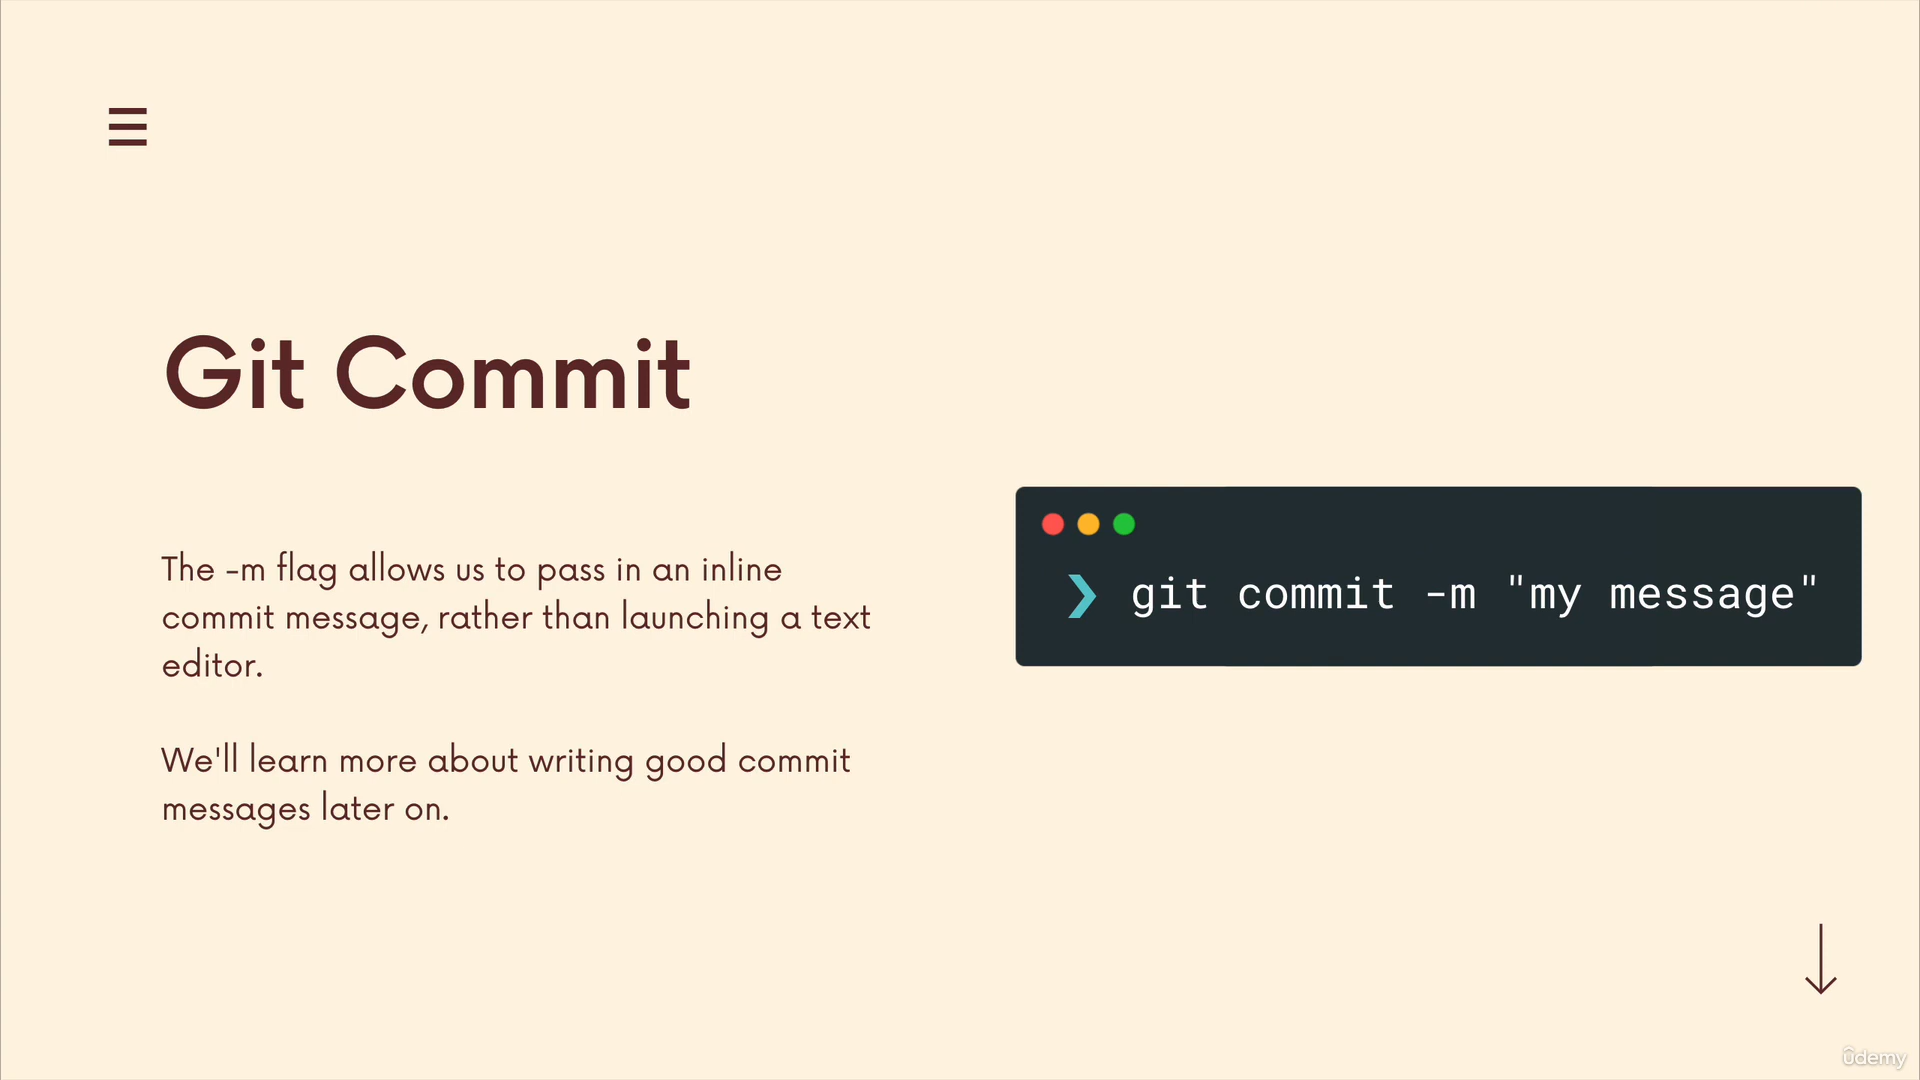 Git Commit
The -m flag allows us to pass in an inline
commit message, rather than launching a text
editor.
We'll learn more about writing good commit
messages later on.
❯ git commit -m "my message"
ûdemy